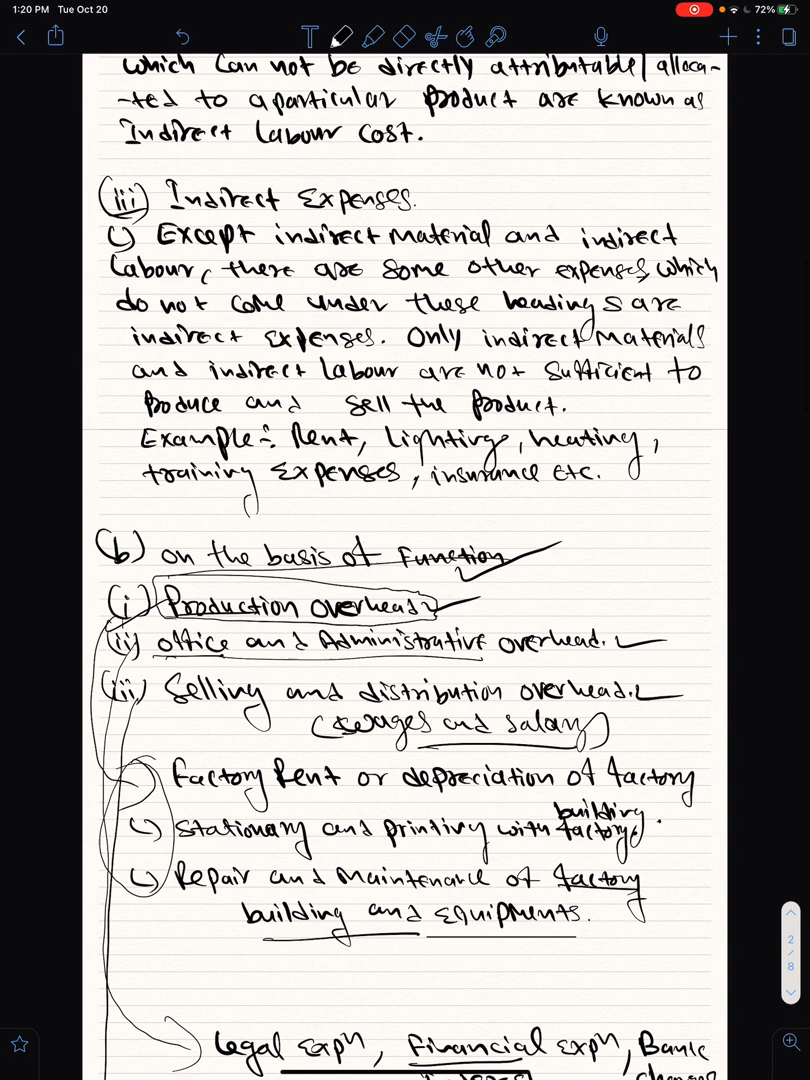 1:20 PM Tue Oct 20
72%
T
which can not be directly attributable/ alloca-
-ted to a particular product are known as
Indirect Labour cost.
(iii) Indirect Expenses.
Except indirect material and indirect
Labour, there are some other expenses, which
do not come under these headings are
indirect expenses. Only indirect materials
and indirect labour are not sufficient to
produce and sell the product.
Example:- Rent, lighting, heating,
training expenses, insurance etc.
(b) on the basis of Function
(i) Production overhead
(ii) office and Administrative overhead.
(iii) Selling and distribution overhead.
(wages and salary)
Factory Rent or depreciation of factory
building
Stationary and printing with factory.
Repair and Maintenance of factory
building and equipments.
2
/
8
Legal expn, Financial expn, Bank